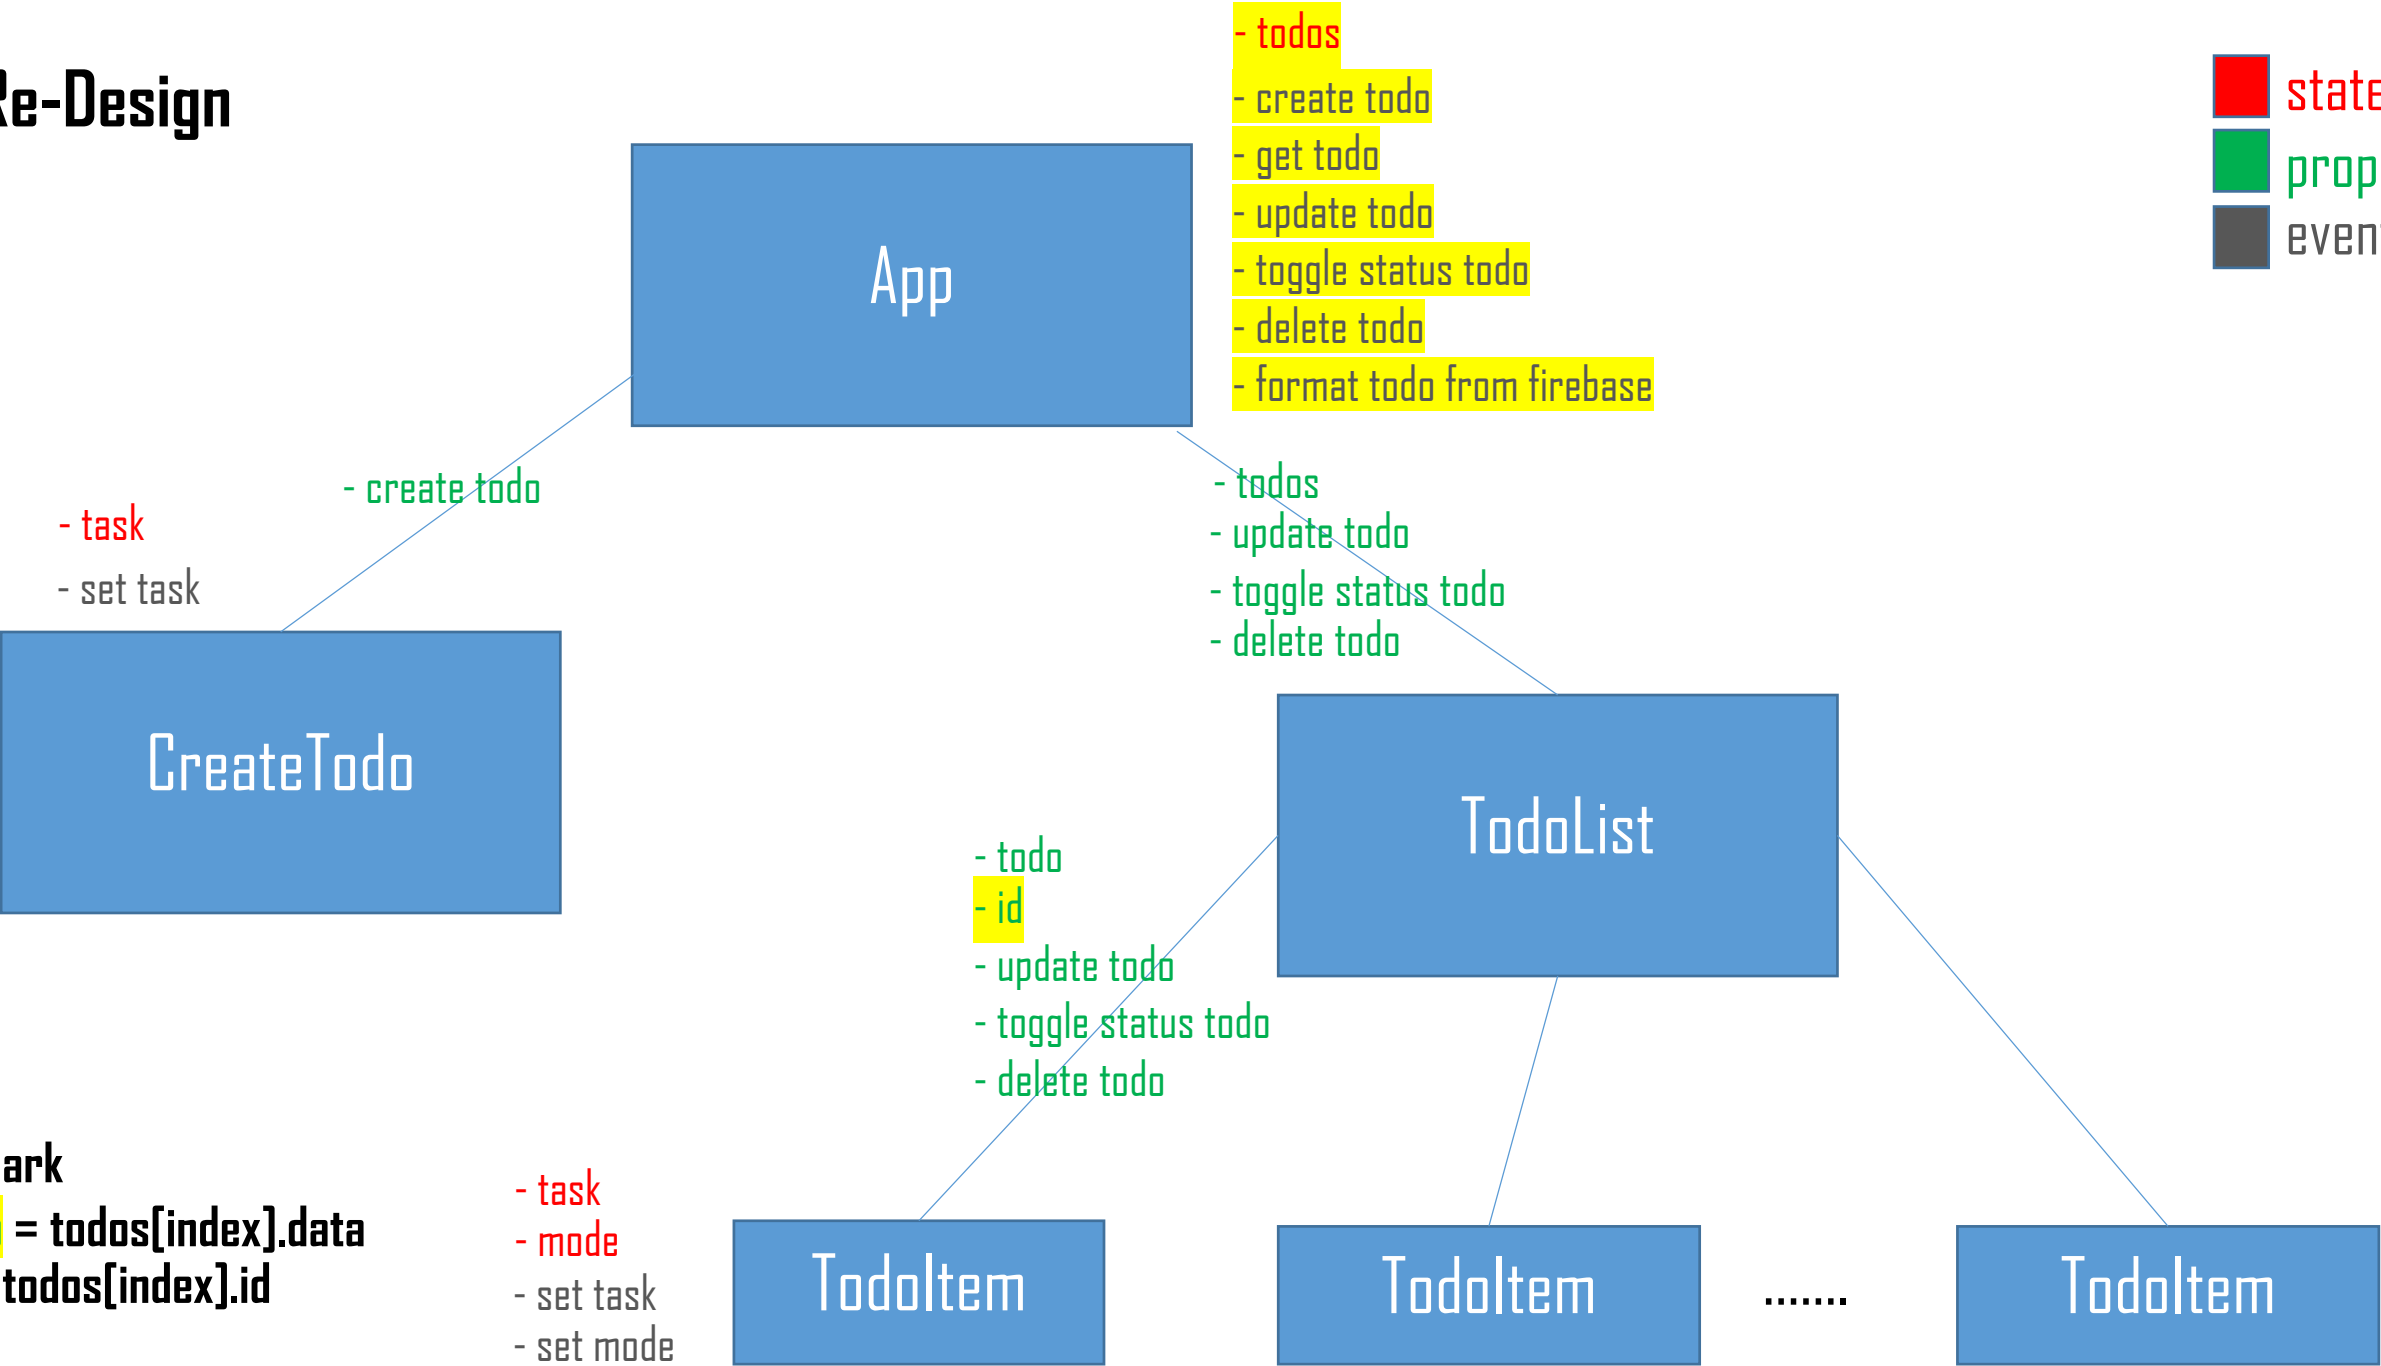 Re-Design
- todos
- create todo
- get todo
- update todo
- toggle status todo
- delete todo
- format todo from firebase
state
prop
even
App
- create todo
- task
- set task
- todos
- update todo
- toggle status todo
- delete todo
CreateTodo
TodoList
- todo
- id
- update todo
- toggle status todo
- delete todo
ark
= todos[index].data
todos[index].id
- task
- mode
- set task
- set mode
TodoItem
TodoItem
.......
TodoItem